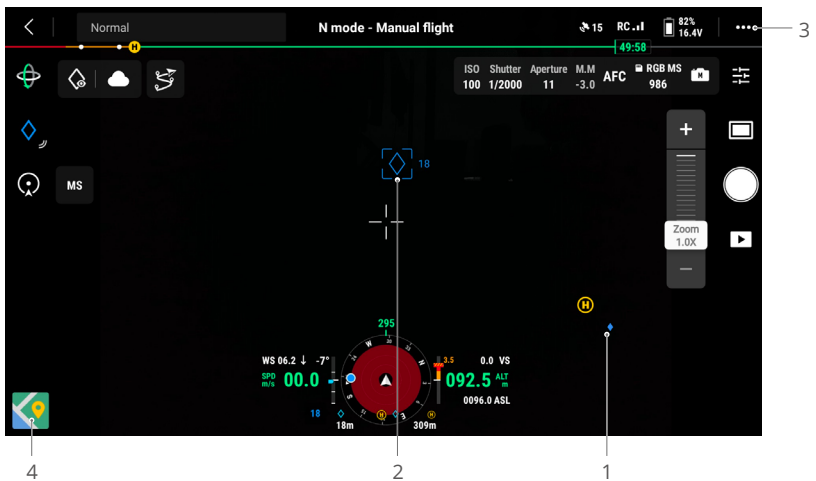 Normal
N mode - Manual flight
15
RC
82%
16.4V
3
H
49:58
ISO
100
Shutter
1/2000
Aperture
11
M.M
-3.0
AFC
RGB MS
986
M
MS
18
+
Zoom
1.0X
−
H
295
WS 06.2 ↓ -7°
SPD
m/s
00.0
W
N
E
S
H
3.5
0.0 VS
092.5
ALT
m
0096.0 ASL
18
18m
H
309m
4
2
1